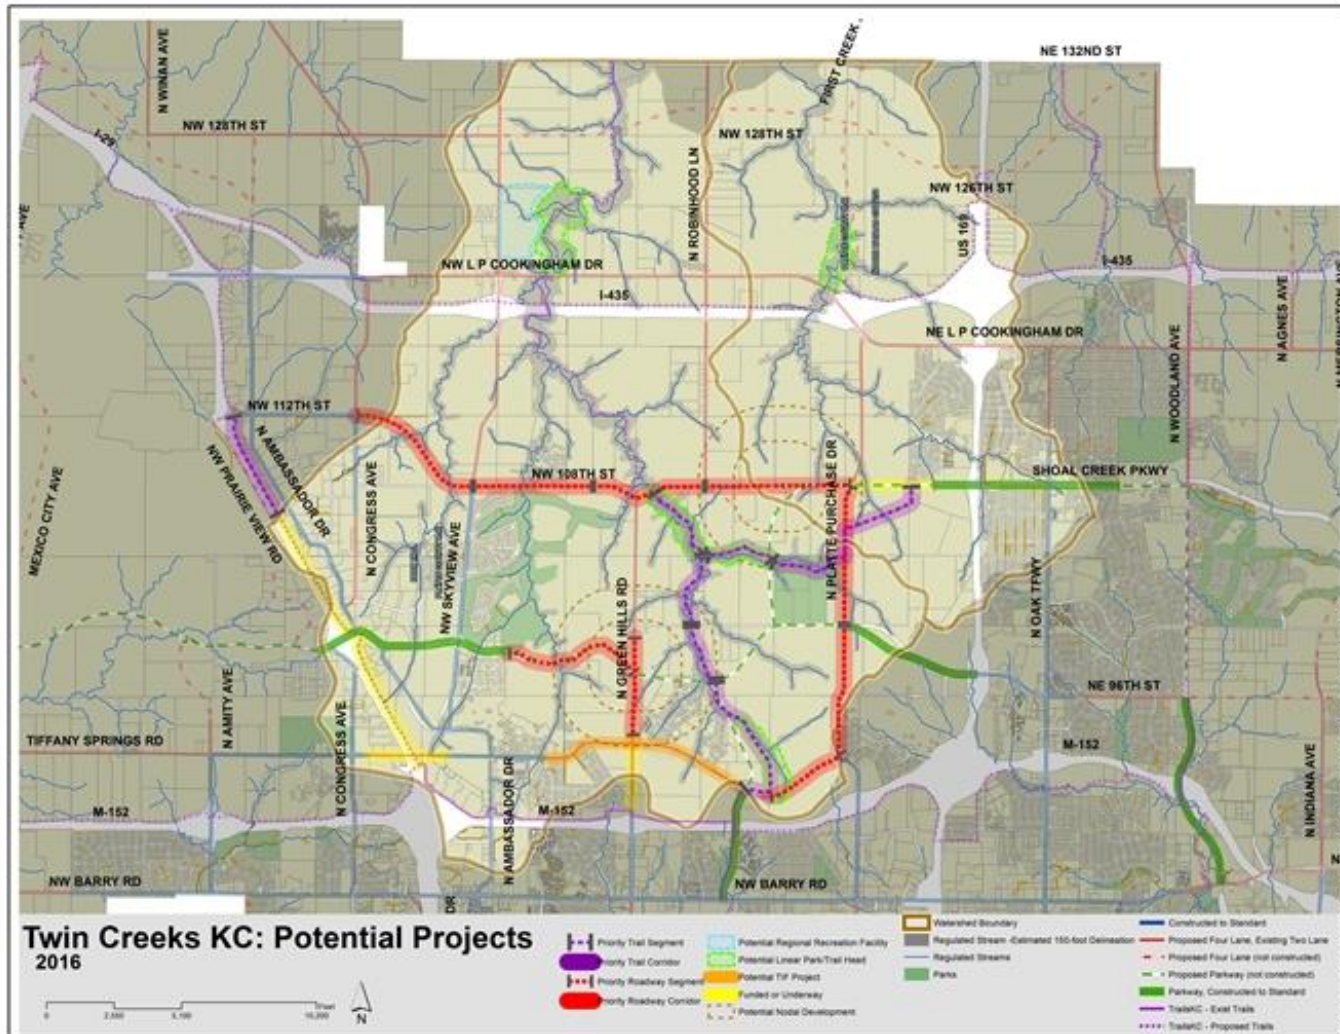 FIRST CREEK
NE 132ND ST
N WINAN AVE
NW 128TH ST
NW 128TH ST
I-29
NW 126TH ST
N ROBINHOOD LN
US 169
NW L P COOKINGHAM DR
I-435
I-435
NE L P COOKINGHAM DR
N AGNES AVE
N WOODLAND AVE
NW 112TH ST
N AMBASSADOR DR
NW PRAIRIE VIEW RD
MEXICO CITY AVE
N CONGRESS AVE
NW 108TH ST
SHOAL CREEK PKWY
N PLATTE PURCHASE DR
NW SKYVIEW AVE
N GREEN HILLS RD
N OAK TFWY
NE 96TH ST
N AMITY AVE
TIFFANY SPRINGS RD
N CONGRESS AVE
M-152
N AMBASSADOR DR
M-152
M-152
N INDIANA AVE
NW BARRY RD
NW BARRY RD
DR
Twin Creeks KC: Potential Projects
2016
Feet
0
N
Priority Trail Segment
Priority Trail Corridor
Priority Roadway Segment
Priority Roadway Corridor
Potential Regional Recreation Facility
Potential Linear Park/Trail Head
Potential TIF Project
Funded or Underway
Potential Nodal Development
Watershed Boundary
Regulated Stream -Estimated 150-foot Delineation
Regulated Streams
Parks
Constructed to Standard
Proposed Four Lane, Existing Two Lane
Proposed Four Lane (not constructed)
Proposed Parkway (not constructed)
Parkway, Constructed to Standard
TrailsKC - Exist Trails
TrailsKC - Proposed Trails